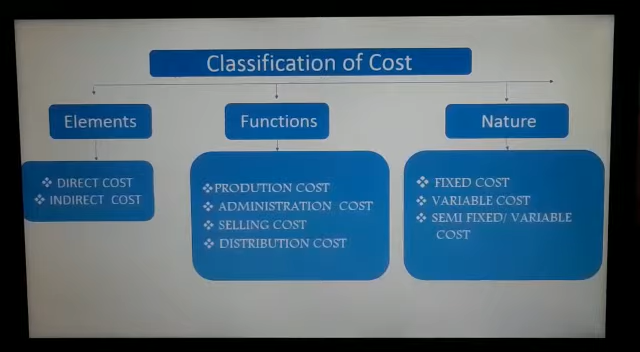 Classification of Cost
Elements
Functions
Nature
❖ DIRECT COST
❖ INDIRECT COST
❖PRODUTION COST
❖ ADMINISTRATION COST
❖ SELLING COST
❖ DISTRIBUTION COST
❖ FIXED COST
❖ VARIABLE COST
❖ SEMI FIXED/ VARIABLE
COST